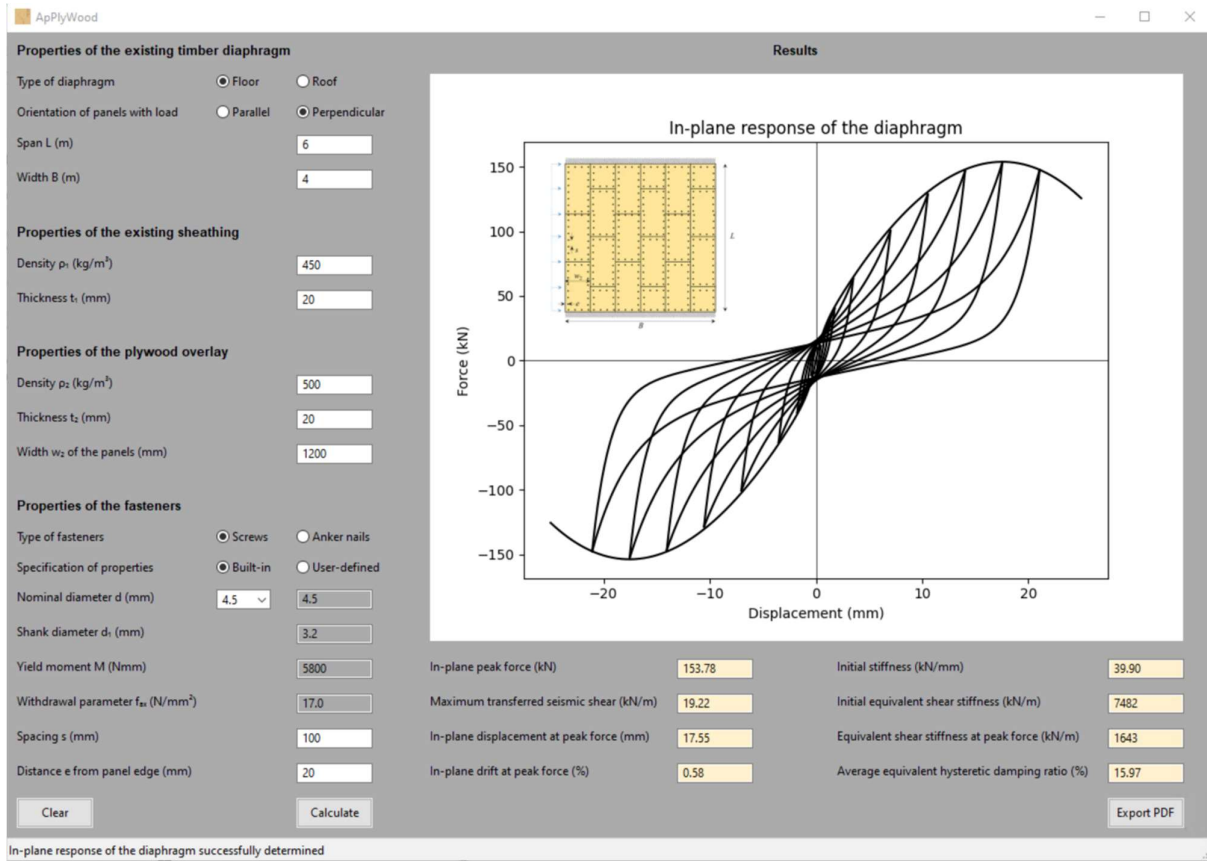 ApPlyWood
Properties of the existing timber diaphragm
Type of diaphragm Floor Roof
Orientation of panels with load Parallel Perpendicular
Span L (m) 6
Width B (m) 4
Properties of the existing sheathing
Density ρ₁ (kg/m³) 450
Thickness t₁ (mm) 20
Properties of the plywood overlay
Density ρ₂ (kg/m³) 500
Thickness t₂ (mm) 20
Width w₂ of the panels (mm) 1200
Properties of the fasteners
Type of fasteners Screws Anker nails
Specification of properties Built-in User-defined
Nominal diameter d (mm) 4.5 4.5
Shank diameter d₁ (mm) 3.2
Yield moment M (Nmm) 5800
Withdrawal parameter fₐₓ (N/mm²) 17.0
Spacing s (mm) 100
Distance e from panel edge (mm) 20
Clear Calculate
Results
In-plane response of the diaphragm
150
100
50
0
−50
−100
−150
Force (kN)
L
s
w₂
e
B
−20 −10 0 10 20
Displacement (mm)
In-plane peak force (kN) 153.78
Maximum transferred seismic shear (kN/m) 19.22
In-plane displacement at peak force (mm) 17.55
In-plane drift at peak force (%) 0.58
Initial stiffness (kN/mm) 39.90
Initial equivalent shear stiffness (kN/m) 7482
Equivalent shear stiffness at peak force (kN/m) 1643
Average equivalent hysteretic damping ratio (%) 15.97
Export PDF
In-plane response of the diaphragm successfully determined